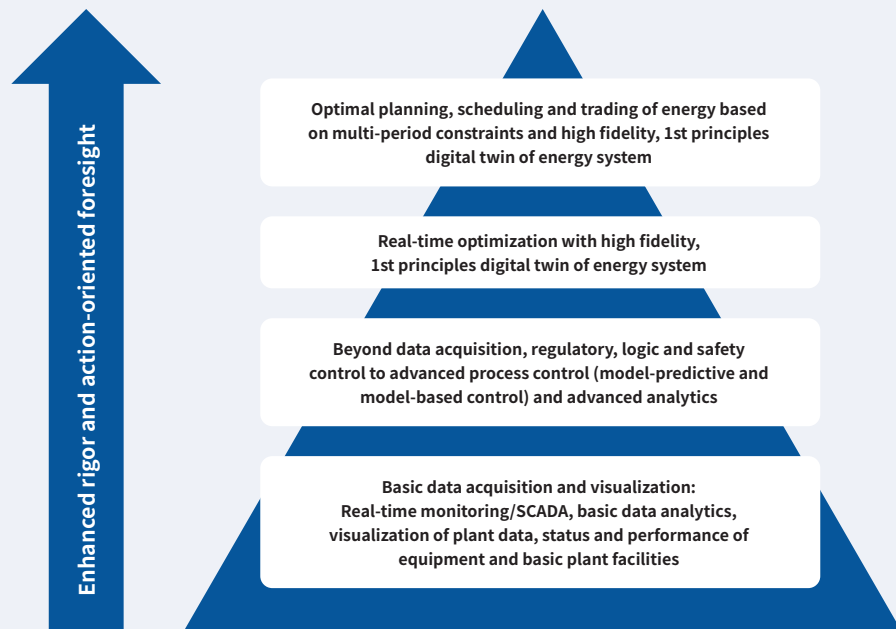 Enhanced rigor and action-oriented foresight
Optimal planning, scheduling and trading of energy based
on multi-period constraints and high fidelity, 1st principles
digital twin of energy system
Real-time optimization with high fidelity,
1st principles digital twin of energy system
Beyond data acquisition, regulatory, logic and safety
control to advanced process control (model-predictive and
model-based control) and advanced analytics
Basic data acquisition and visualization:
Real-time monitoring/SCADA, basic data analytics,
visualization of plant data, status and performance of
equipment and basic plant facilities